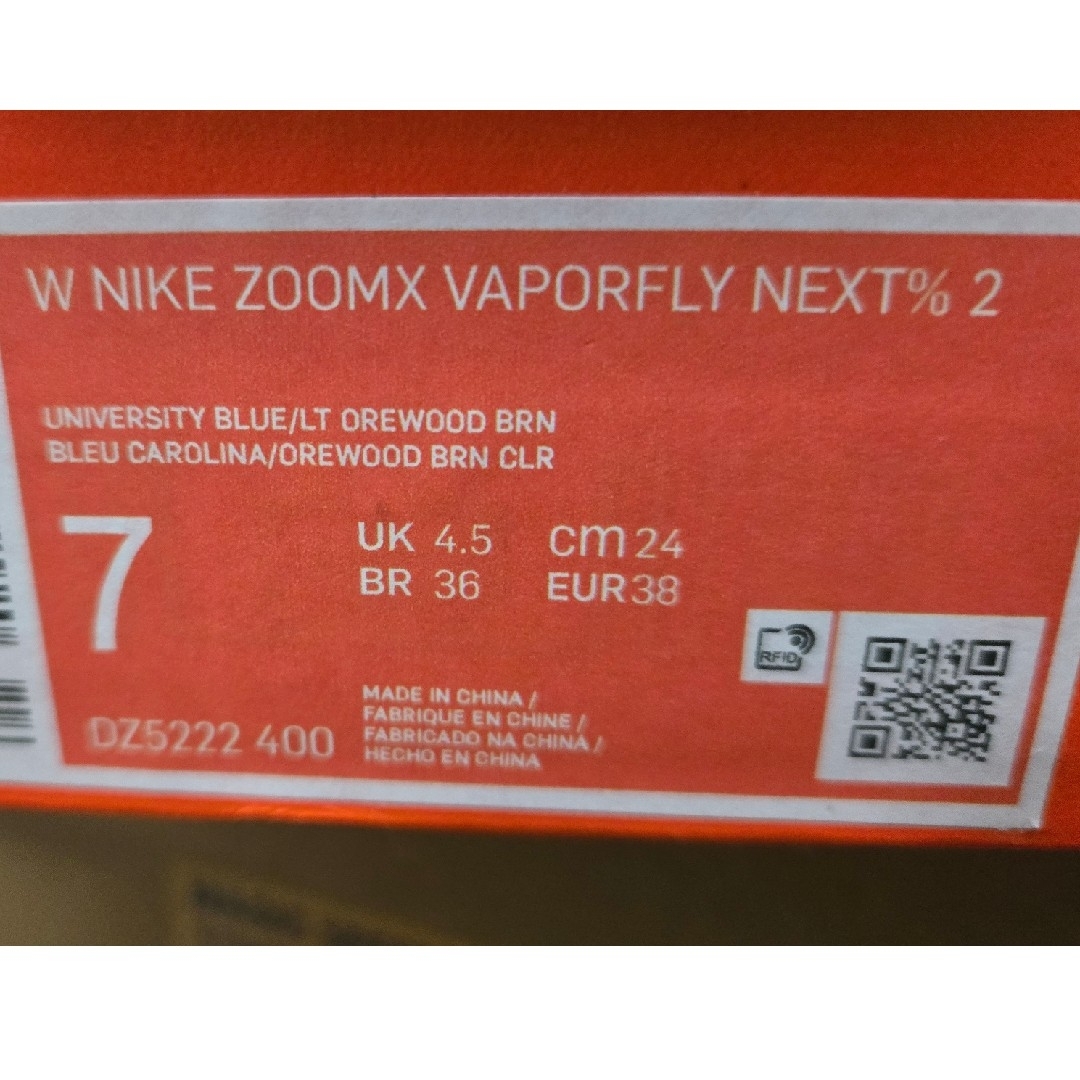 W NIKE ZOOMX VAPORFLY NEXT% 2
UNIVERSITY BLUE/LT OREWOOD BRN
BLEU CAROLINA/OREWOOD BRN CLR
7
UK 4.5 cm 24
BR 36 EUR 38
RFID
MADE IN CHINA /
FABRIQUE EN CHINE /
FABRICADO NA CHINA /
HECHO EN CHINA
DZ5222 400